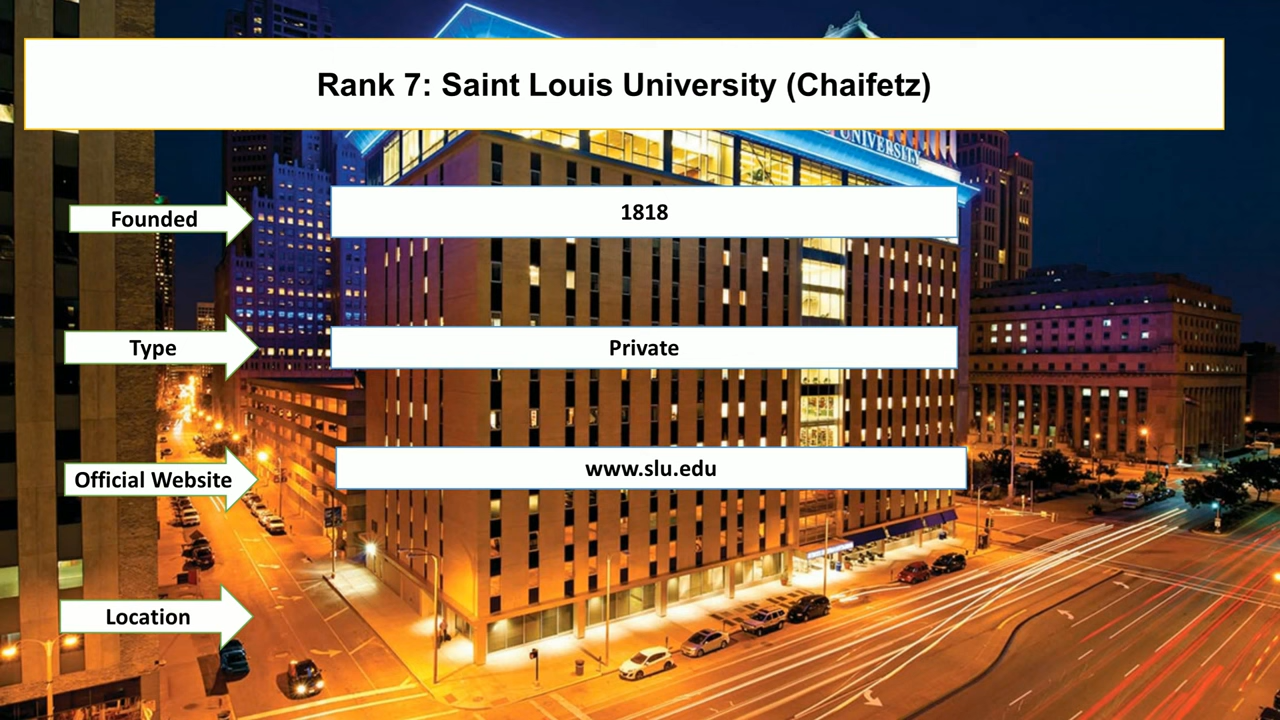 Rank 7: Saint Louis University (Chaifetz)
UNIVERSITY
Founded
1818
Type
Private
Official Website
www.slu.edu
Location